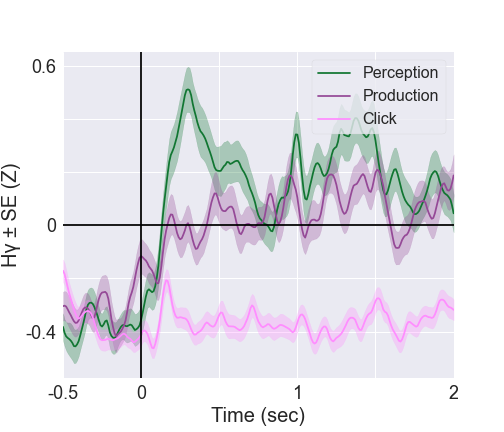 Hγ ± SE (Z)
0.6
0
-0.4
Perception
Production
Click
-0.5 0 1 2
Time (sec)